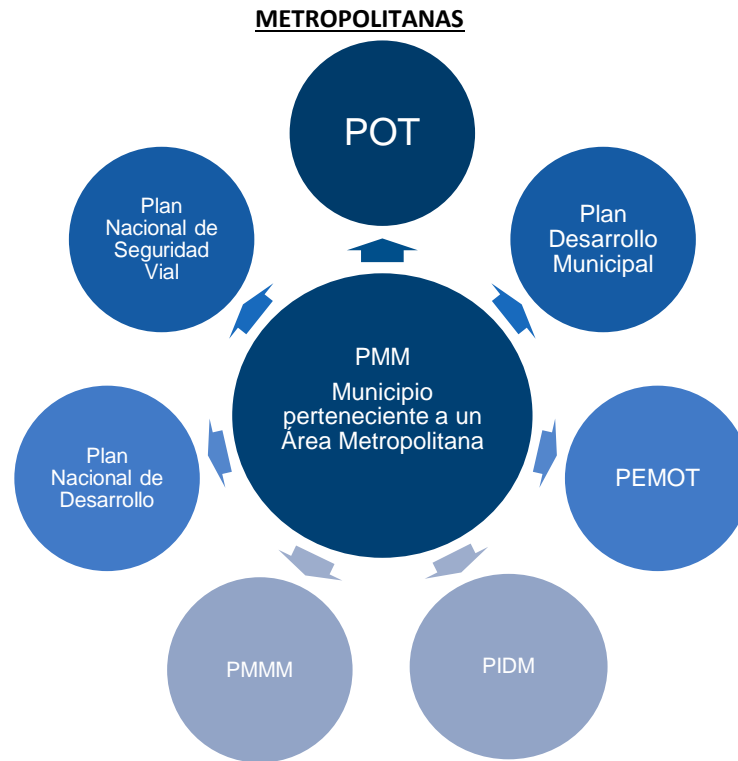 METROPOLITANAS
POT
Plan
Nacional de
Seguridad
Vial
Plan
Desarrollo
Municipal
PMM
Municipio
perteneciente a un
Área Metropolitana
Plan
Nacional de
Desarrollo
PEMOT
PMMM
PIDM